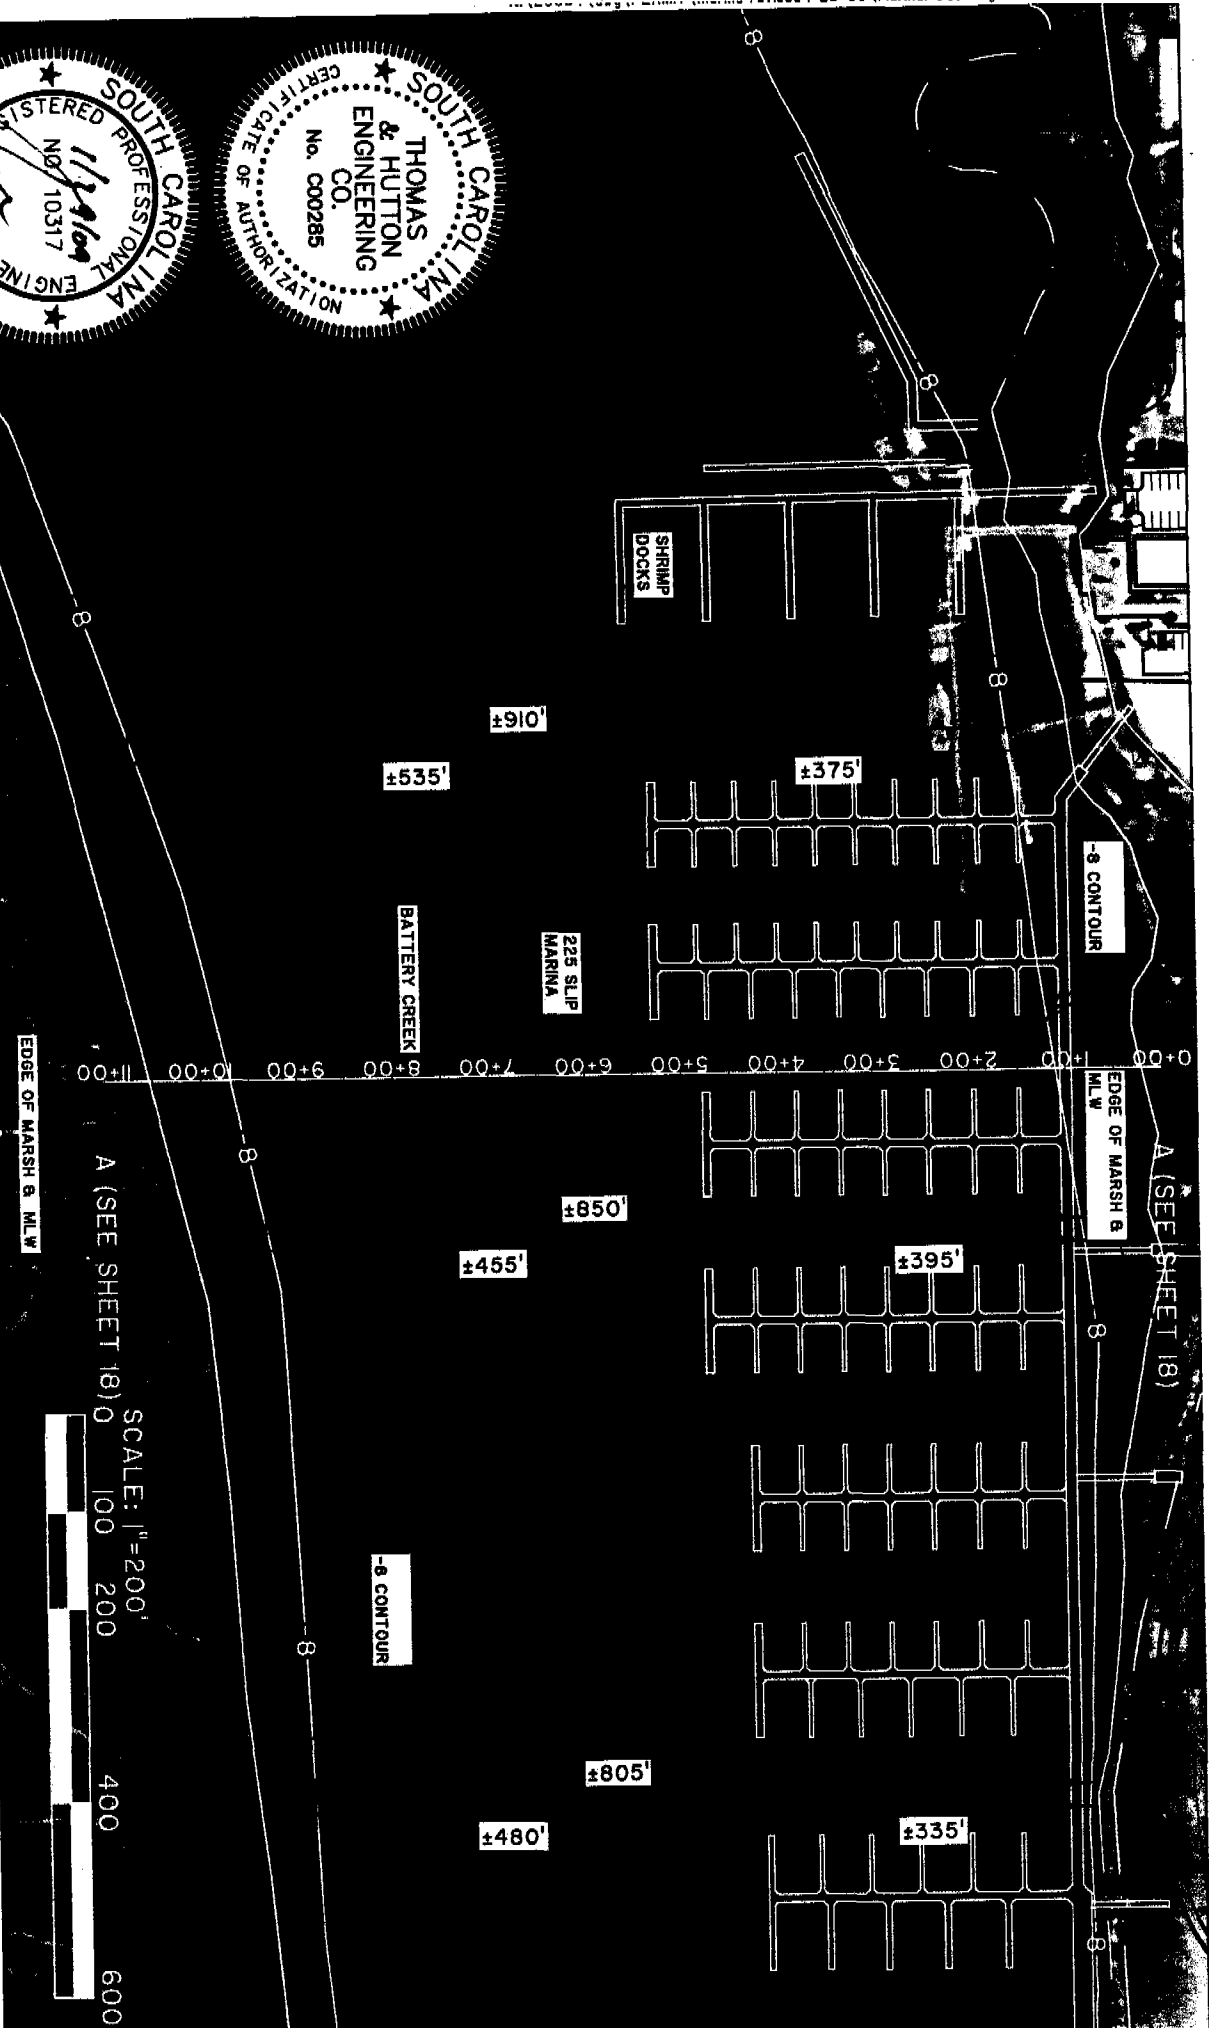 SOUTH CAROLINA
CERTIFICATE OF AUTHORIZATION
THOMAS
& HUTTON
ENGINEERING
CO.
No. C00285
SOUTH CAROLINA
PROFESSIONAL
No 10317
11/29/09
SHRIMP
DOCKS
±910'
±535'
±375'
-8 CONTOUR
BATTERY CREEK
225 SLIP
MARINA
0+00
1+00
2+00
3+00
4+00
5+00
6+00
7+00
8+00
9+00
10+00
11+00
EDGE OF MARSH &
MLW
EDGE OF MARSH & MLW
A (SEE SHEET 18)
A (SEE SHEET 18)
±850'
±455'
±395'
-8 CONTOUR
±805'
±480'
±335'
8
8
8
8
8
8
8
8
SCALE: 1"=200'
0 100 200 400 600